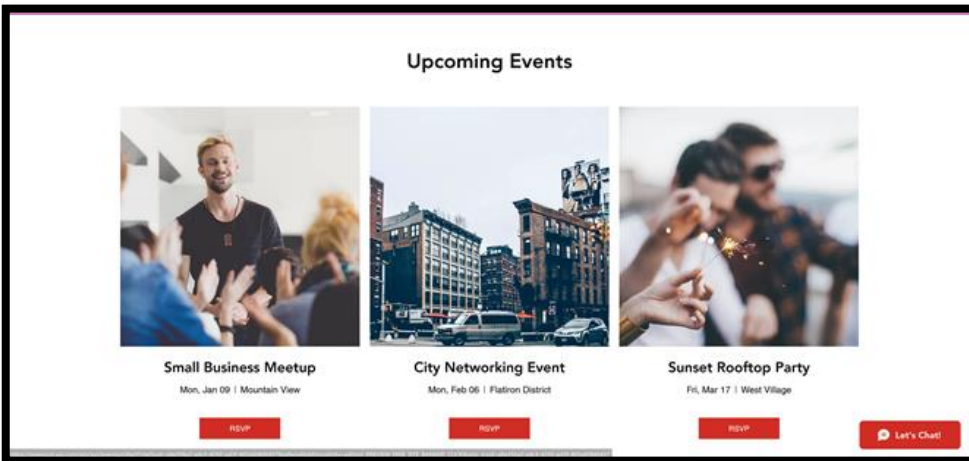 Upcoming Events
Small Business Meetup
Mon, Jan 09 | Mountain View
RSVP
City Networking Event
Mon, Feb 06 | Flatiron District
RSVP
Sunset Rooftop Party
Fri, Mar 17 | West Village
RSVP
Let's Chat!